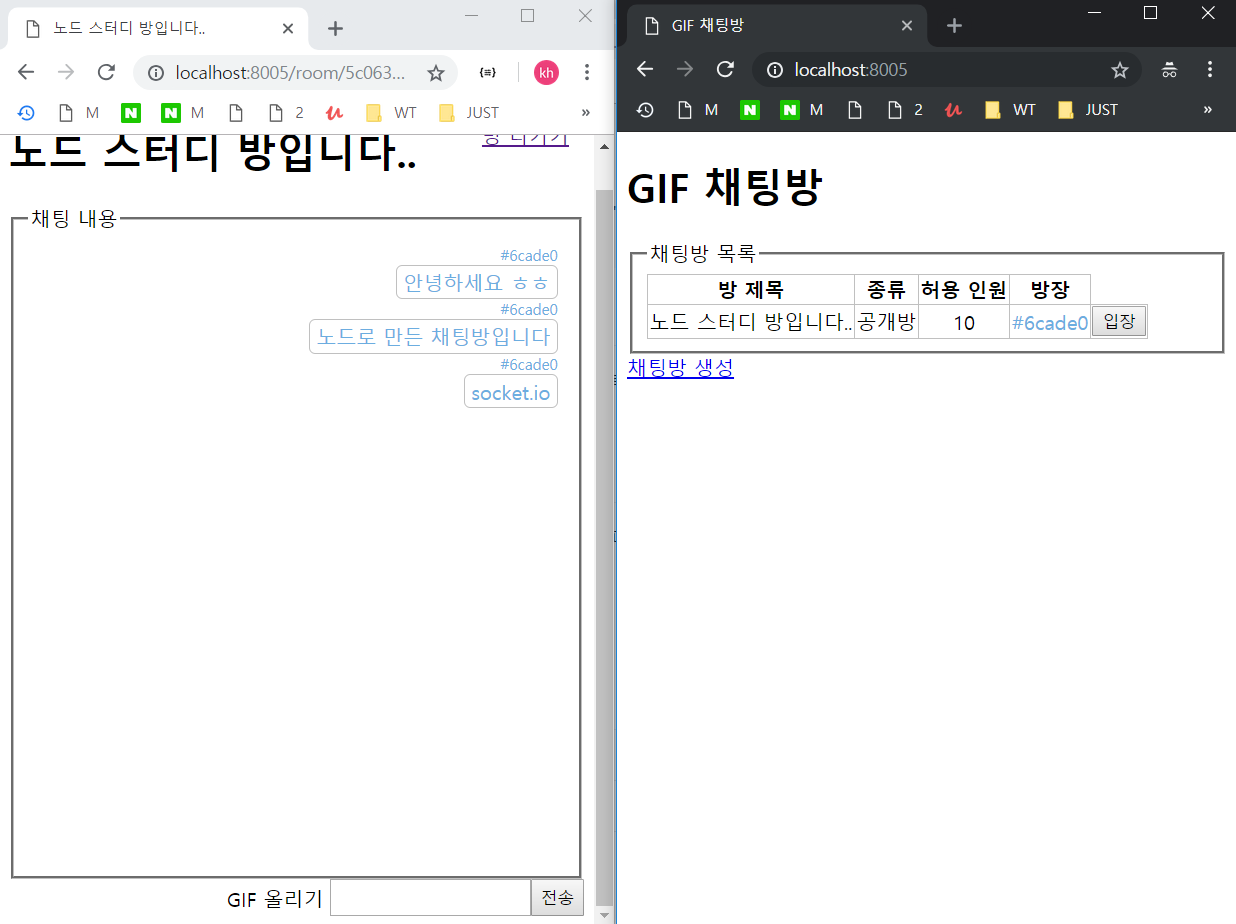 노드 스터디 방입니다..
localhost:8005/room/5c063...
kh
M
M
2
WT
JUST
»
노드 스터디 방입니다..
방 나가기
채팅 내용
#6cade0
안녕하세요 ㅎㅎ
#6cade0
노드로 만든 채팅방입니다
#6cade0
socket.io
GIF 올리기
전송
GIF 채팅방
localhost:8005
M
M
2
WT
JUST
»
GIF 채팅방
채팅방 목록
방 제목 종류 허용 인원 방장
노드 스터디 방입니다.. 공개방 10 #6cade0 입장
채팅방 생성